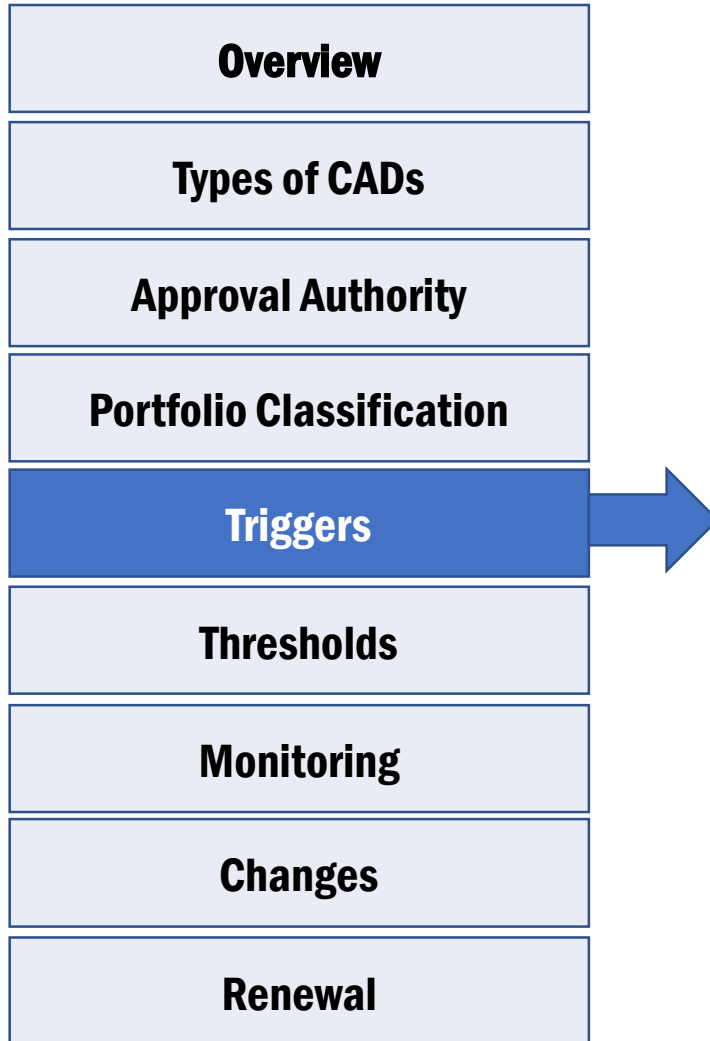 Overview
Types of CADs
Approval Authority
Portfolio Classification
Triggers
Thresholds
Monitoring
Changes
Renewal